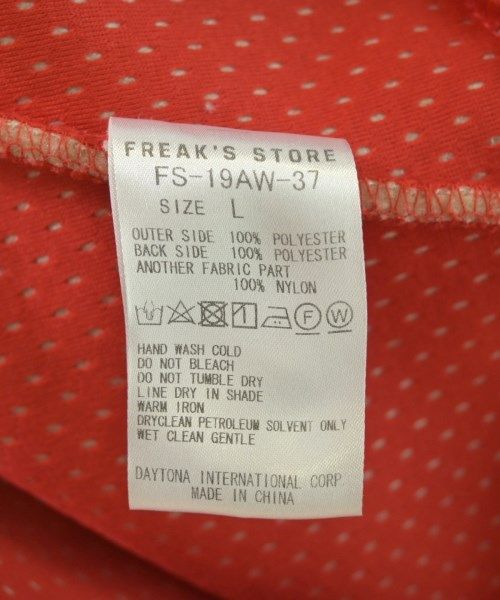 FREAK'S STORE
FS-19AW-37
SIZE L
OUTER SIDE 100% POLYESTER
BACK SIDE 100% POLYESTER
ANOTHER FABRIC PART
100% NYLON
F W
HAND WASH COLD
DO NOT BLEACH
DO NOT TUMBLE DRY
LINE DRY IN SHADE
WARM IRON
DRYCLEAN PETROLEUM SOLVENT ONLY
WET CLEAN GENTLE
DAYTONA INTERNATIONAL CORP.
MADE IN CHINA